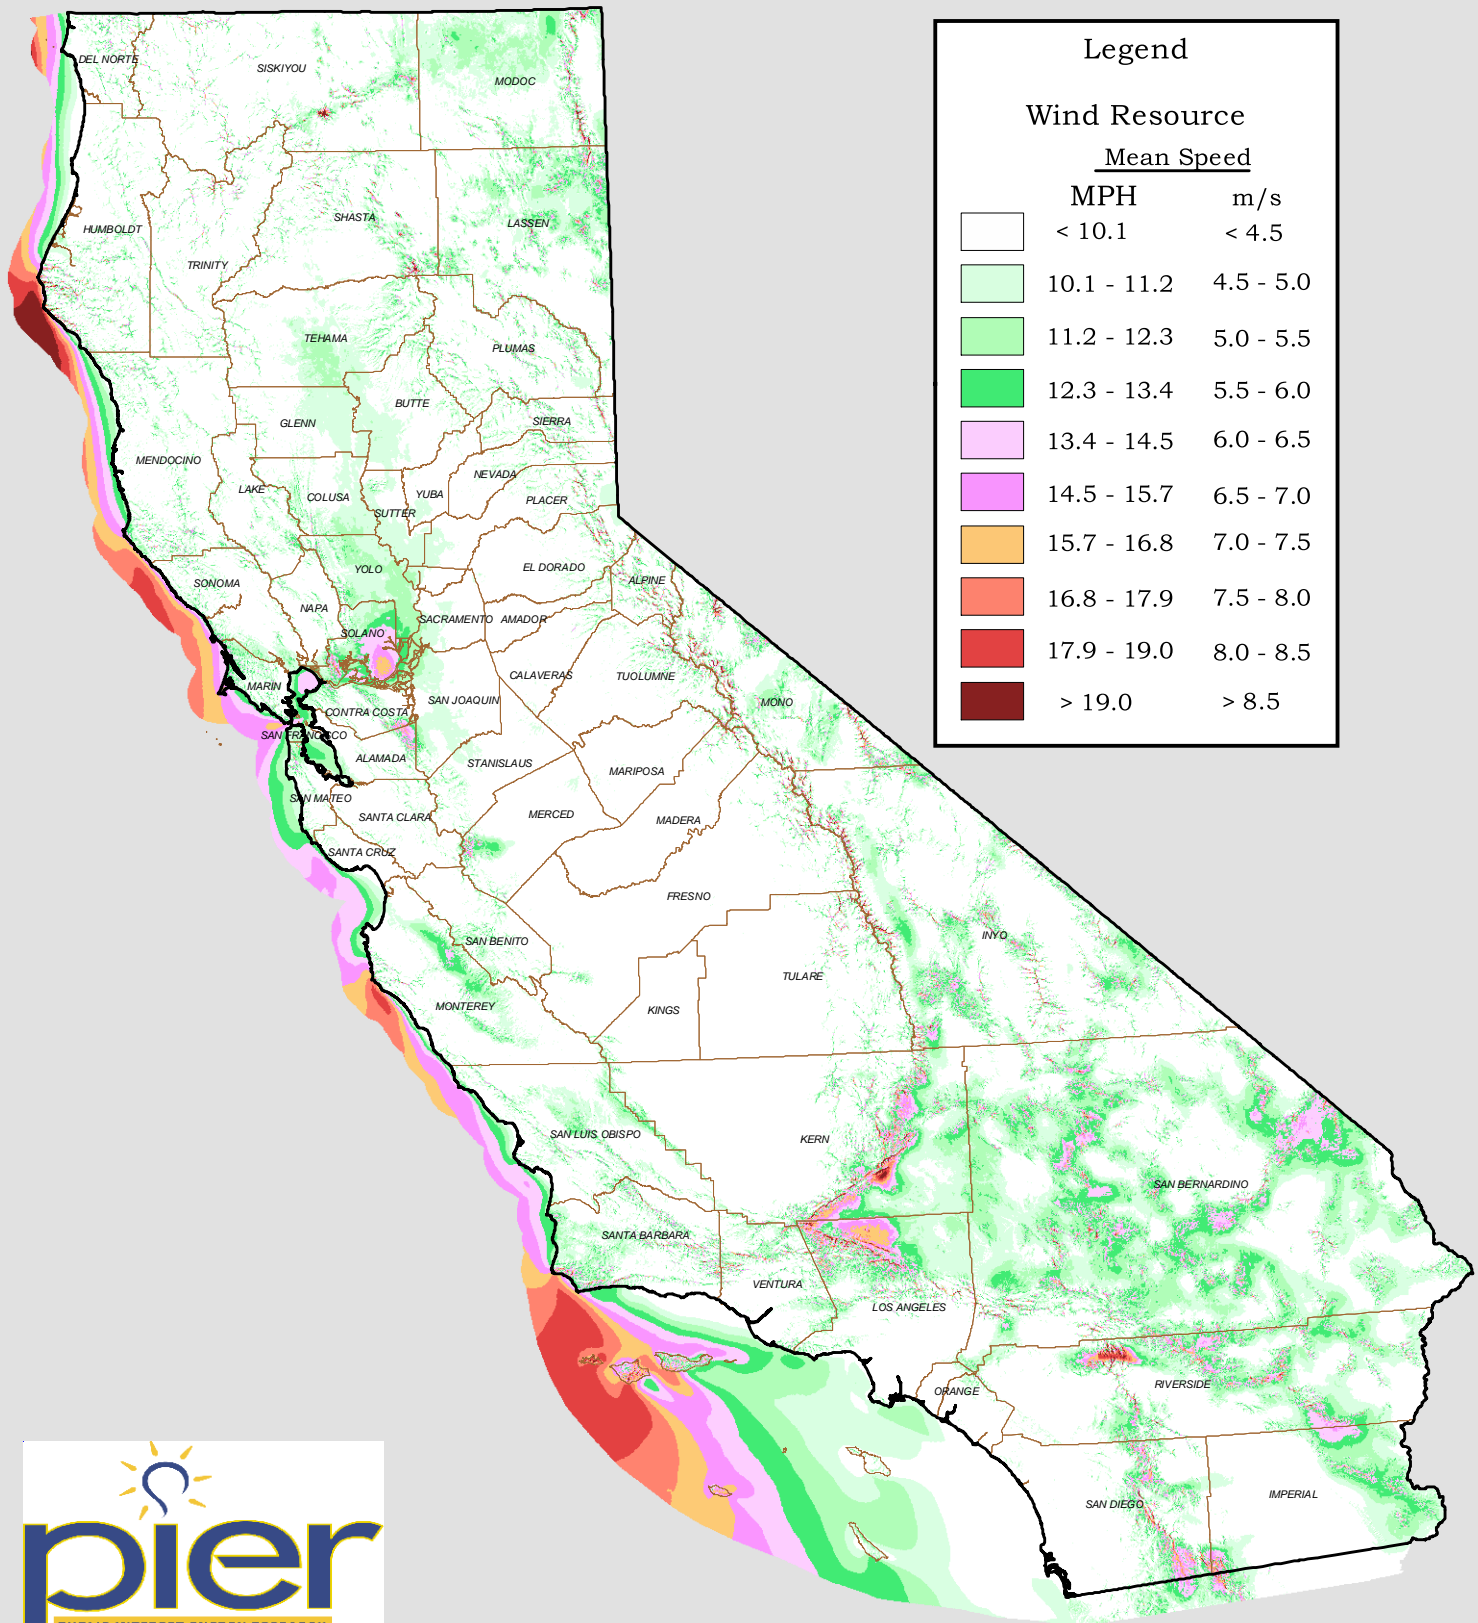 Legend
Wind Resource
Mean Speed
MPH m/s
< 10.1 < 4.5
10.1 - 11.2 4.5 - 5.0
11.2 - 12.3 5.0 - 5.5
12.3 - 13.4 5.5 - 6.0
13.4 - 14.5 6.0 - 6.5
14.5 - 15.7 6.5 - 7.0
15.7 - 16.8 7.0 - 7.5
16.8 - 17.9 7.5 - 8.0
17.9 - 19.0 8.0 - 8.5
> 19.0 > 8.5
DEL NORTE
SISKIYOU
MODOC
HUMBOLDT
TRINITY
SHASTA
LASSEN
TEHAMA
PLUMAS
MENDOCINO
GLENN
BUTTE
SIERRA
LAKE
COLUSA
SUTTER
YUBA
NEVADA
PLACER
SONOMA
NAPA
YOLO
EL DORADO
ALPINE
SOLANO
SACRAMENTO
AMADOR
MARIN
CONTRA COSTA
SAN JOAQUIN
CALAVERAS
TUOLUMNE
MONO
SAN FRANCISCO
ALAMADA
STANISLAUS
MARIPOSA
SAN MATEO
SANTA CLARA
MERCED
MADERA
SANTA CRUZ
FRESNO
SAN BENITO
INYO
MONTEREY
KINGS
TULARE
SAN LUIS OBISPO
KERN
SAN BERNARDINO
SANTA BARBARA
VENTURA
LOS ANGELES
ORANGE
RIVERSIDE
SAN DIEGO
IMPERIAL
pier
PUBLIC INTEREST ENERGY RESEARCH